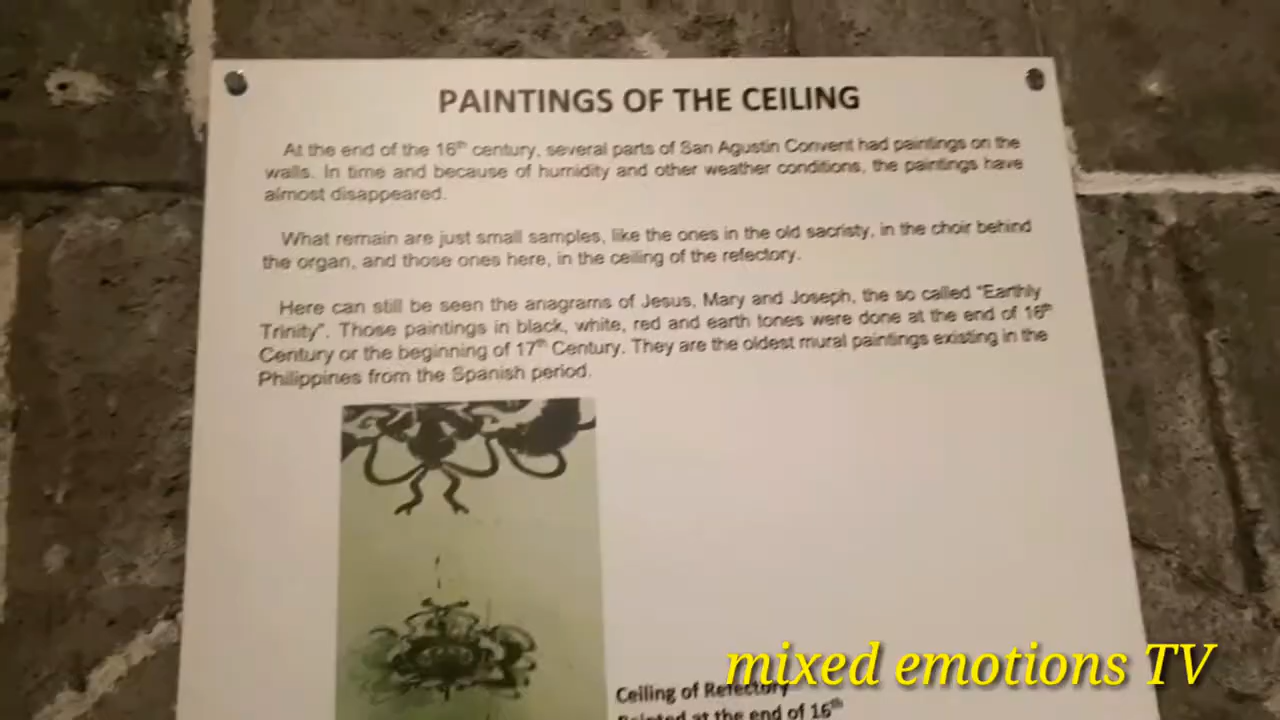 PAINTINGS OF THE CEILING
At the end of the 16th century, several parts of San Agustin Convent had paintings on the
walls. In time and because of humidity and other weather conditions, the paintings have
almost disappeared.
What remain are just small samples, like the ones in the old sacristy, in the choir behind
the organ, and those ones here, in the ceiling of the refectory.
Here can still be seen the anagrams of Jesus, Mary and Joseph, the so called "Earthly
Trinity". Those paintings in black, white, red and earth tones were done at the end of 16th
Century or the beginning of 17th Century. They are the oldest mural paintings existing in the
Philippines from the Spanish period.
mixed emotions TV
Ceiling of Refectory
Painted at the end of 16th